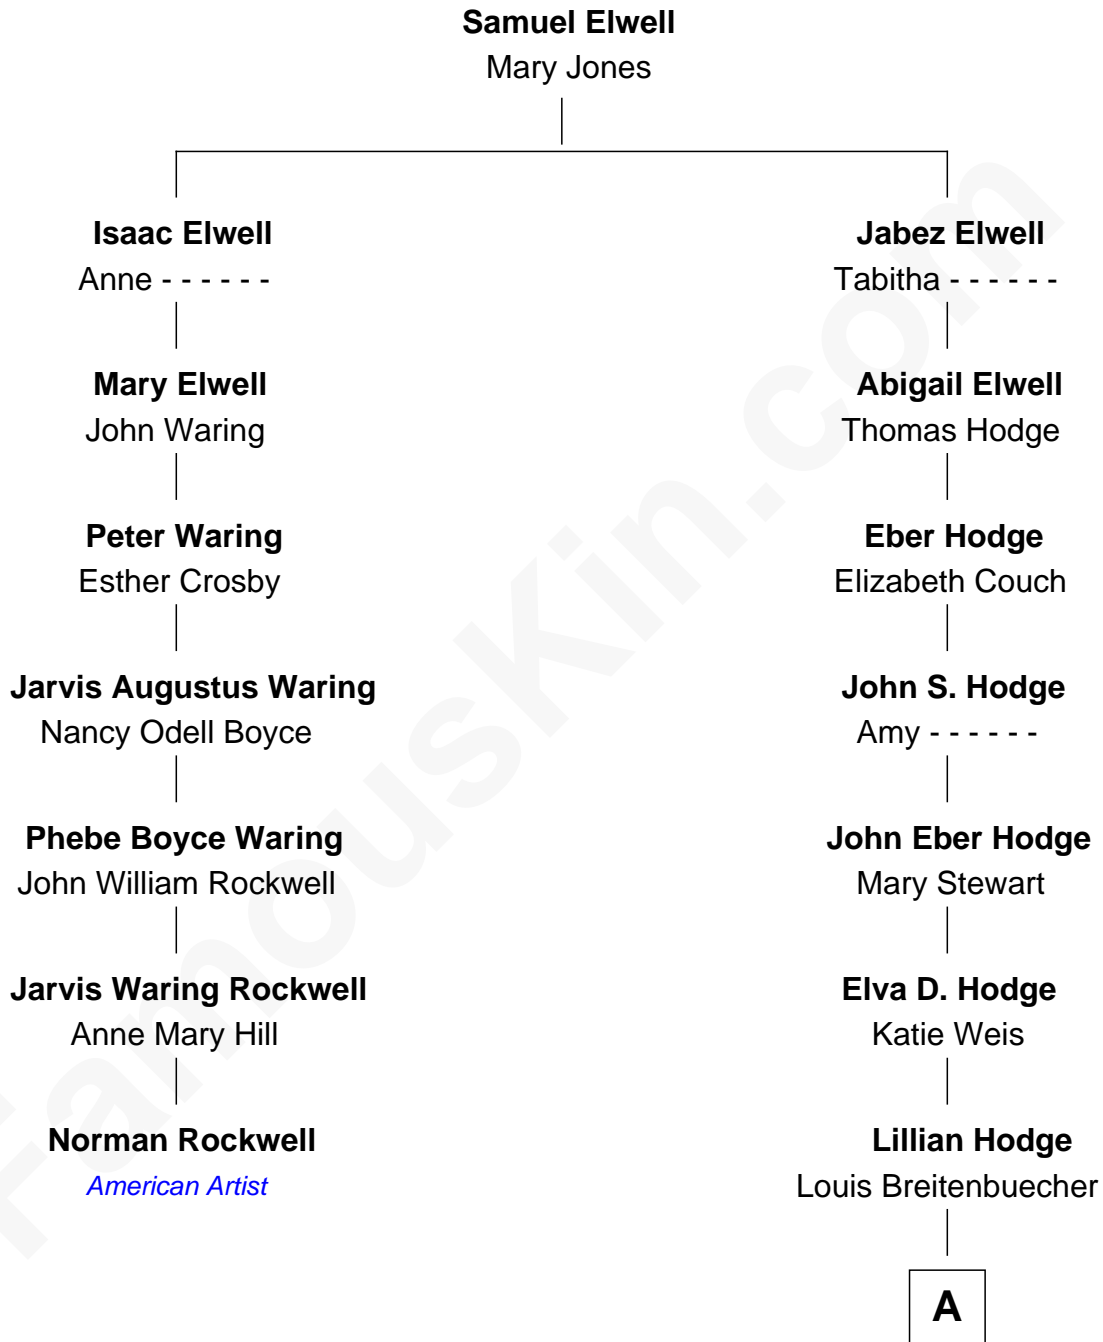 Samuel Elwell
Mary Jones
Isaac Elwell
Anne - - - - - -
Mary Elwell
John Waring
Peter Waring
Esther Crosby
Jarvis Augustus Waring
Nancy Odell Boyce
Phebe Boyce Waring
John William Rockwell
Jarvis Waring Rockwell
Anne Mary Hill
Norman Rockwell
American Artist
Jabez Elwell
Tabitha - - - - - -
Abigail Elwell
Thomas Hodge
Eber Hodge
Elizabeth Couch
John S. Hodge
Amy - - - - - -
John Eber Hodge
Mary Stewart
Elva D. Hodge
Katie Weis
Lillian Hodge
Louis Breitenbuecher
A
FamousKin.com